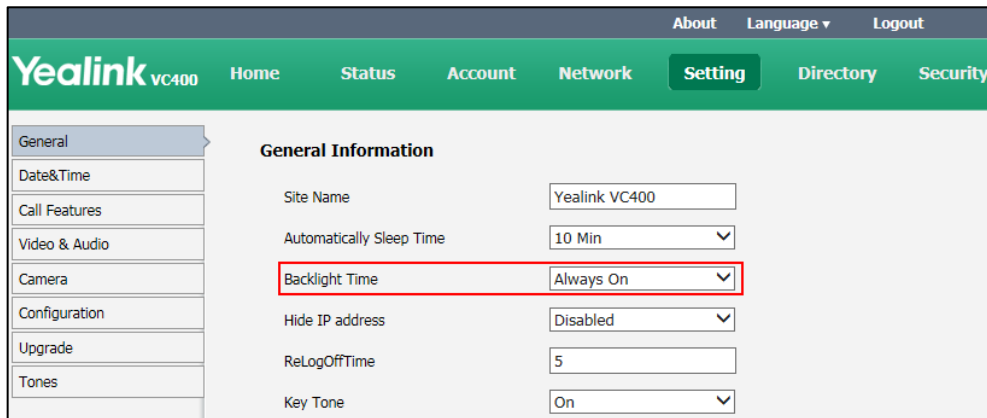 About Language ▾ Logout
Yealink VC400 Home Status Account Network Setting Directory Security
General
Date&Time
Call Features
Video & Audio
Camera
Configuration
Upgrade
Tones
General Information
Site Name Yealink VC400
Automatically Sleep Time 10 Min
Backlight Time Always On
Hide IP address Disabled
ReLogOffTime 5
Key Tone On